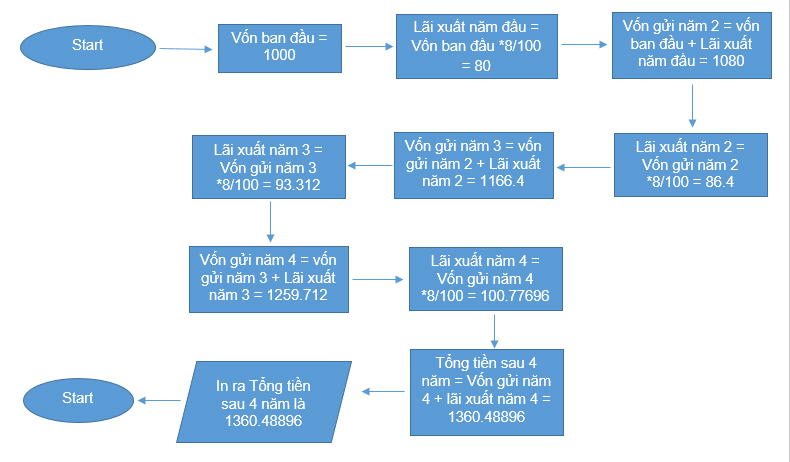 Start
Vốn ban đầu =
1000
Lãi xuất năm đầu =
Vốn ban đầu *8/100
= 80
Vốn gửi năm 2 = vốn
ban đầu + Lãi xuất
năm đầu = 1080
Lãi xuất năm 2 =
Vốn gửi năm 2
*8/100 = 86.4
Vốn gửi năm 3 = vốn
gửi năm 2 + Lãi xuất
năm 2 = 1166.4
Lãi xuất năm 3 =
Vốn gửi năm 3
*8/100 = 93.312
Vốn gửi năm 4 = vốn
gửi năm 3 + Lãi xuất
năm 3 = 1259.712
Lãi xuất năm 4 =
Vốn gửi năm 4
*8/100 = 100.77696
Tổng tiền sau 4
năm = Vốn gửi năm
4 + lãi xuất năm 4 =
1360.48896
In ra Tổng tiền
sau 4 năm là
1360.48896
Start